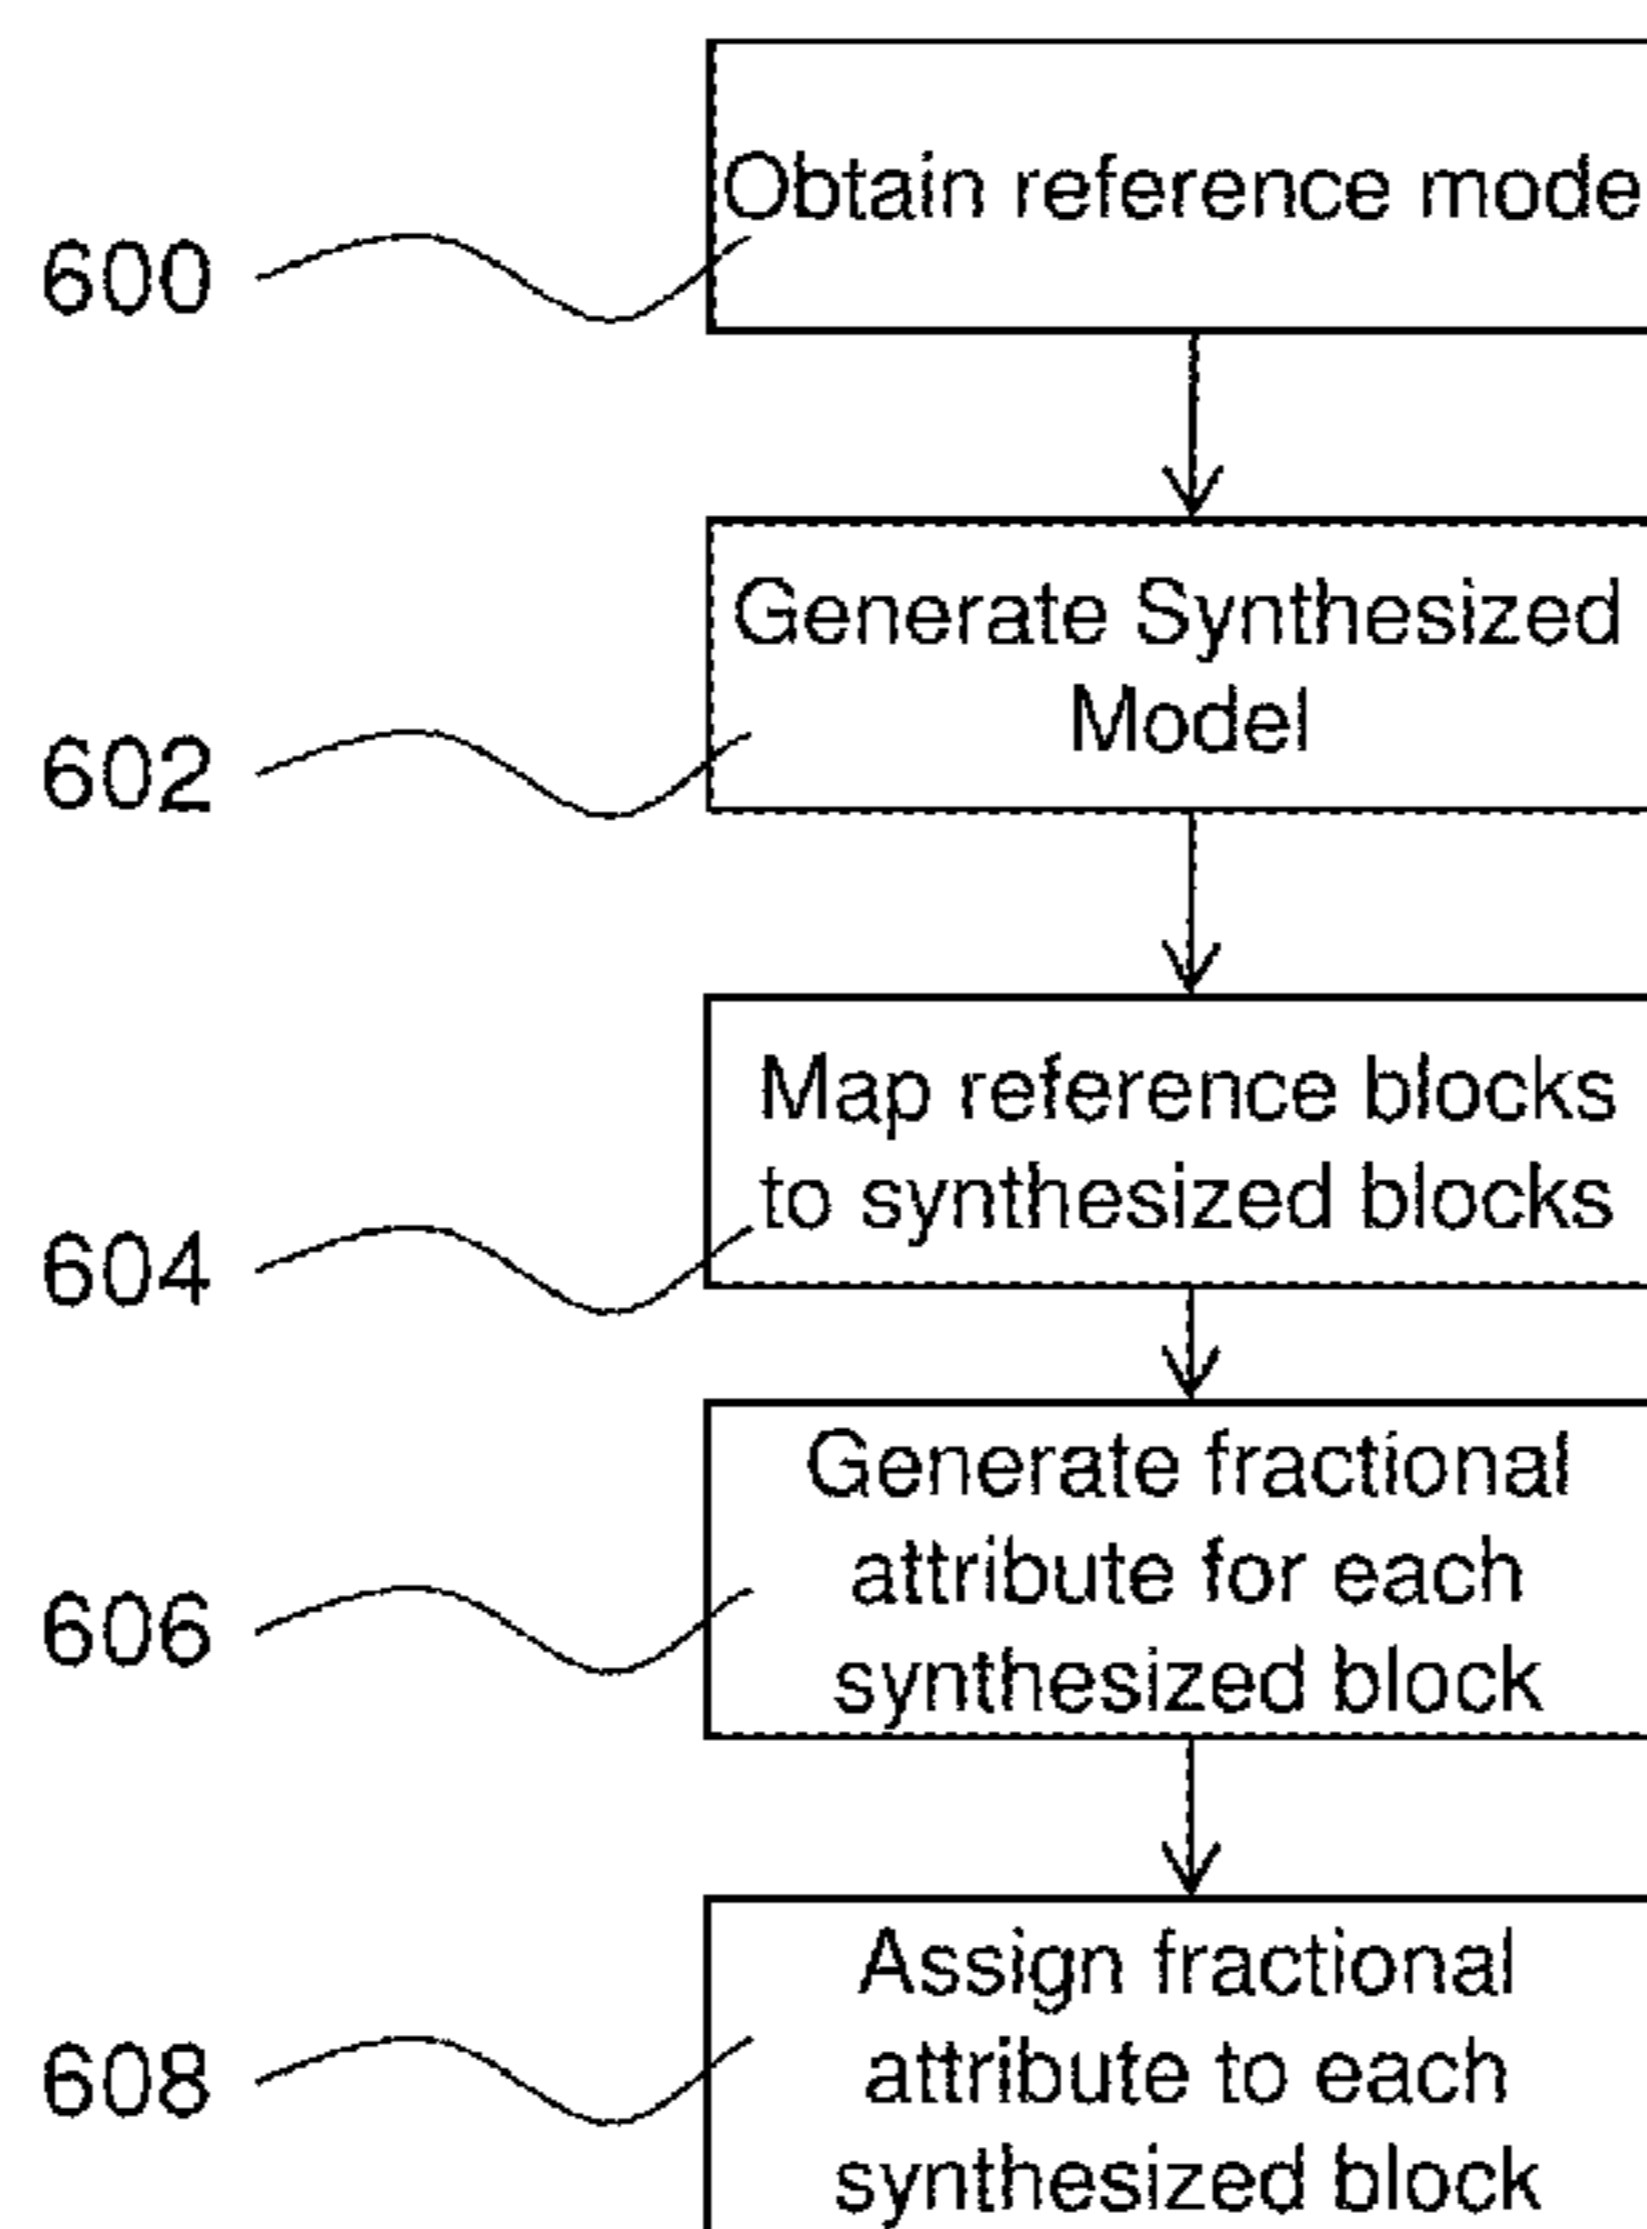 600
Obtain reference mode
602
Generate Synthesized
Model
604
Map reference blocks
to synthesized blocks
606
Generate fractional
attribute for each
synthesized block
608
Assign fractional
attribute to each
synthesized block